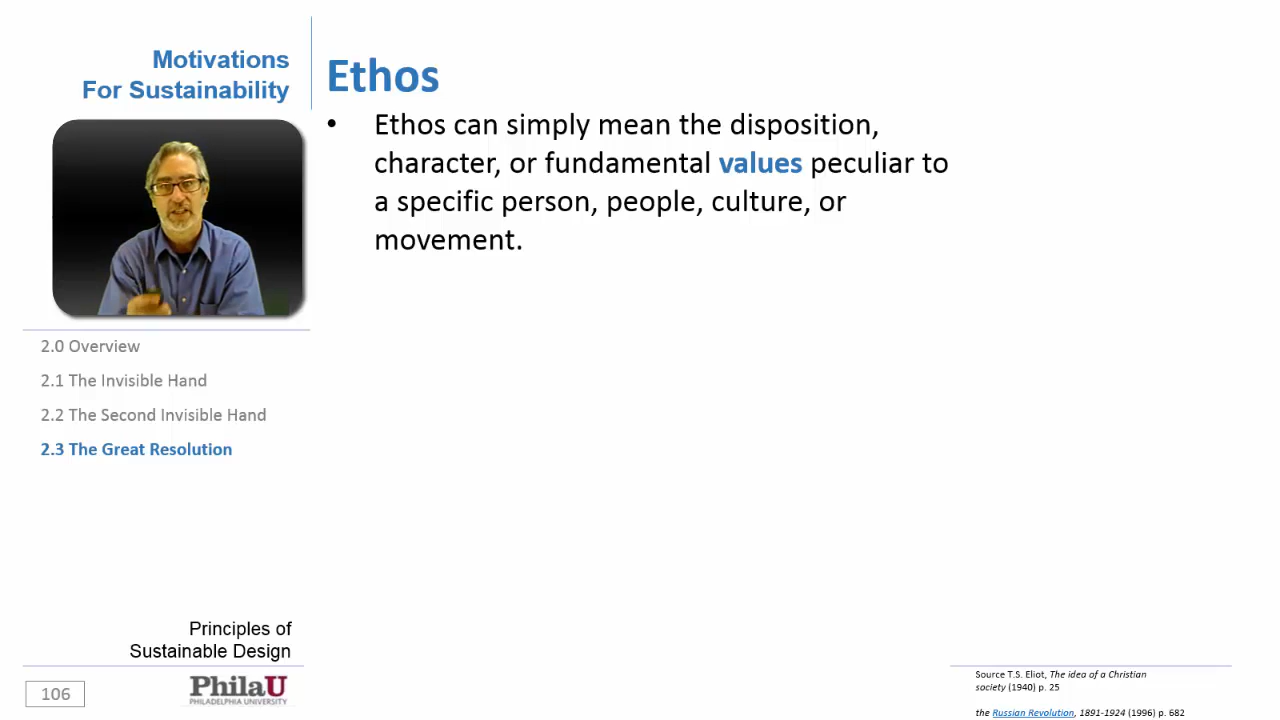 Motivations
For Sustainability
Ethos
• Ethos can simply mean the disposition,
character, or fundamental values peculiar to
a specific person, people, culture, or
movement.
2.0 Overview
2.1 The Invisible Hand
2.2 The Second Invisible Hand
2.3 The Great Resolution
Principles of
Sustainable Design
106
PhilaU
PHILADELPHIA UNIVERSITY
Source T.S. Eliot, The idea of a Christian
society (1940) p. 25
the Russian Revolution, 1891-1924 (1996) p. 682